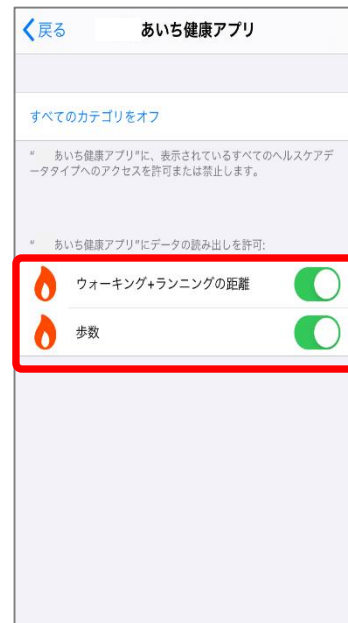 戻る あいち健康アプリ
すべてのカテゴリをオフ
“ あいち健康アプリ"に、表示されているすべてのヘルスケアデ
ータタイプへのアクセスを許可または禁止します。
“ あいち健康アプリ"にデータの読み出しを許可:
ウォーキング+ランニングの距離
歩数